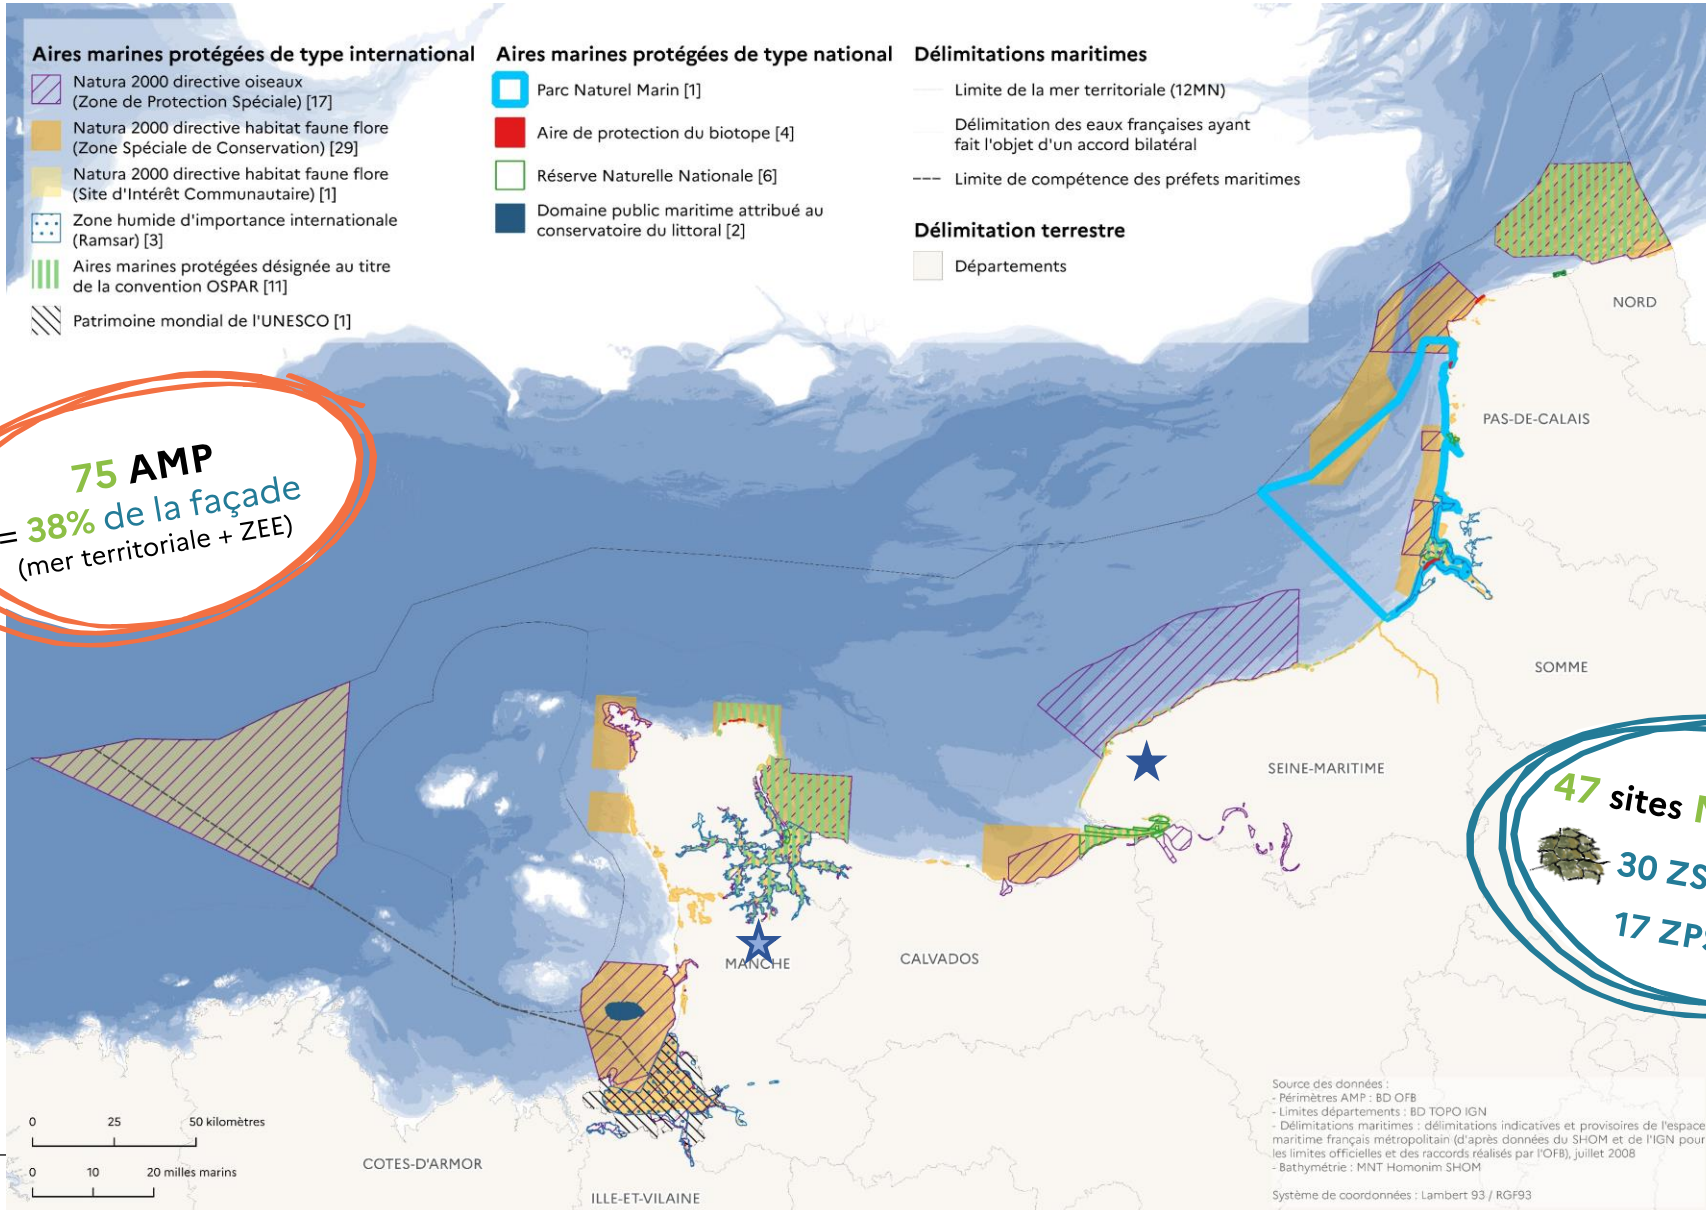 Aires marines protégées de type international
Natura 2000 directive oiseaux
(Zone de Protection Spéciale) [17]
Natura 2000 directive habitat faune flore
(Zone Spéciale de Conservation) [29]
Natura 2000 directive habitat faune flore
(Site d'Intérêt Communautaire) [1]
Zone humide d'importance internationale
(Ramsar) [3]
Aires marines protégées désignée au titre
de la convention OSPAR [11]
Patrimoine mondial de l'UNESCO [1]
Aires marines protégées de type national
Parc Naturel Marin [1]
Aire de protection du biotope [4]
Réserve Naturelle Nationale [6]
Domaine public maritime attribué au
conservatoire du littoral [2]
Délimitations maritimes
Limite de la mer territoriale (12MN)
Délimitation des eaux françaises ayant
fait l'objet d'un accord bilatéral
Limite de compétence des préfets maritimes
Délimitation terrestre
Départements
NORD
PAS-DE-CALAIS
75 AMP
= 38% de la façade
(mer territoriale + ZEE)
SOMME
SEINE-MARITIME
47 sites
30 ZS
17 ZPS
MANCHE
CALVADOS
COTES-D'ARMOR
ILLE-ET-VILAINE
0 25 50 kilomètres
0 10 20 milles marins
Source des données :
- Périmètres AMP : BD OFB
- Limites départements : BD TOPO IGN
- Délimitations maritimes : délimitations indicatives et provisoires de l'espace
maritime français métropolitain (d'après données du SHOM et de l'IGN pour
les limites officielles et des raccords réalisés par l'OFB), juillet 2008
- Bathymétrie : MNT Homonim SHOM
Système de coordonnées : Lambert 93 / RGF93